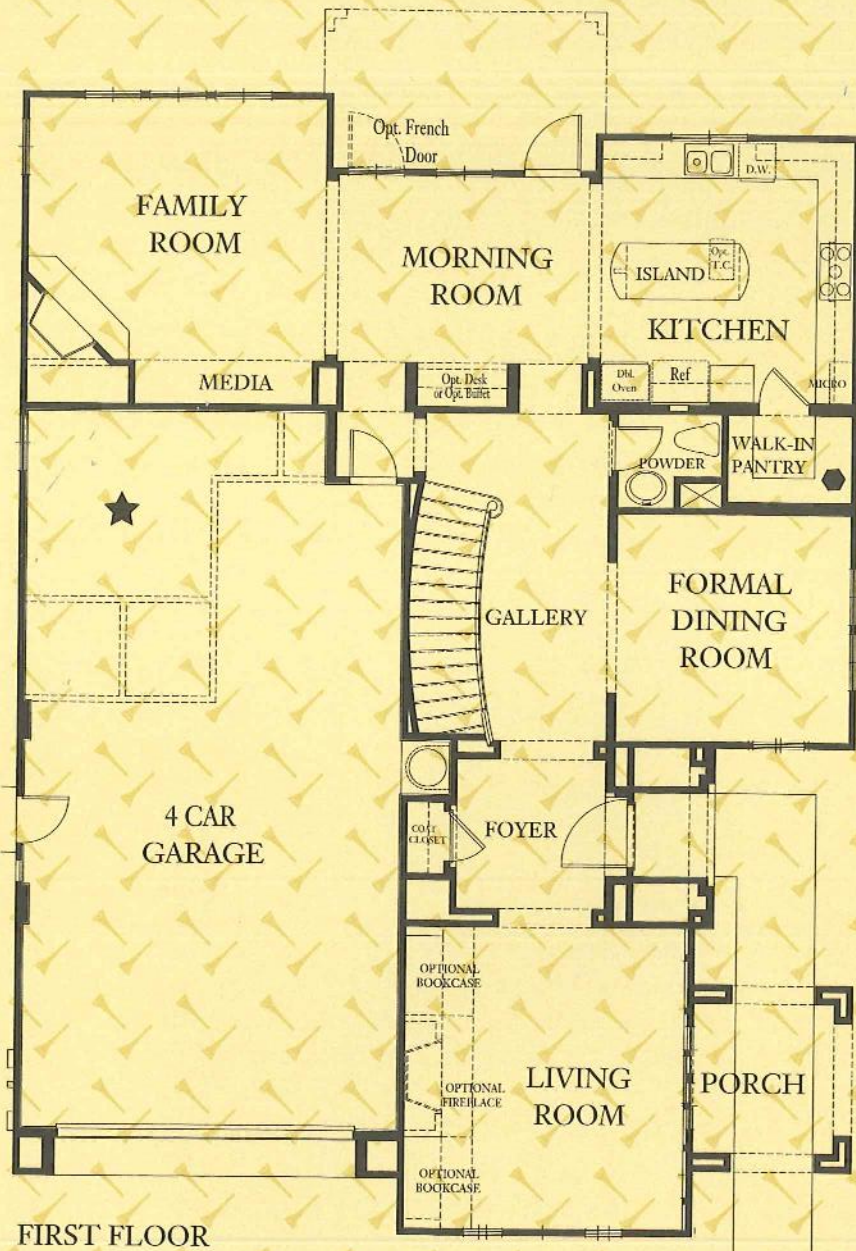 Opt. French
Door
FAMILY
ROOM
D.W.
MORNING
ROOM
ISLAND
Opt.
T.C.
KITCHEN
MEDIA
Opt. Desk
or Opt. Buffet
Dbl.
Oven
Ref
MICRO
POWDER
WALK-IN
PANTRY
GALLERY
FORMAL
DINING
ROOM
4 CAR
GARAGE
COAT
CLOSET
FOYER
OPTIONAL
BOOKCASE
OPTIONAL
FIREPLACE
LIVING
ROOM
PORCH
OPTIONAL
BOOKCASE
FIRST FLOOR